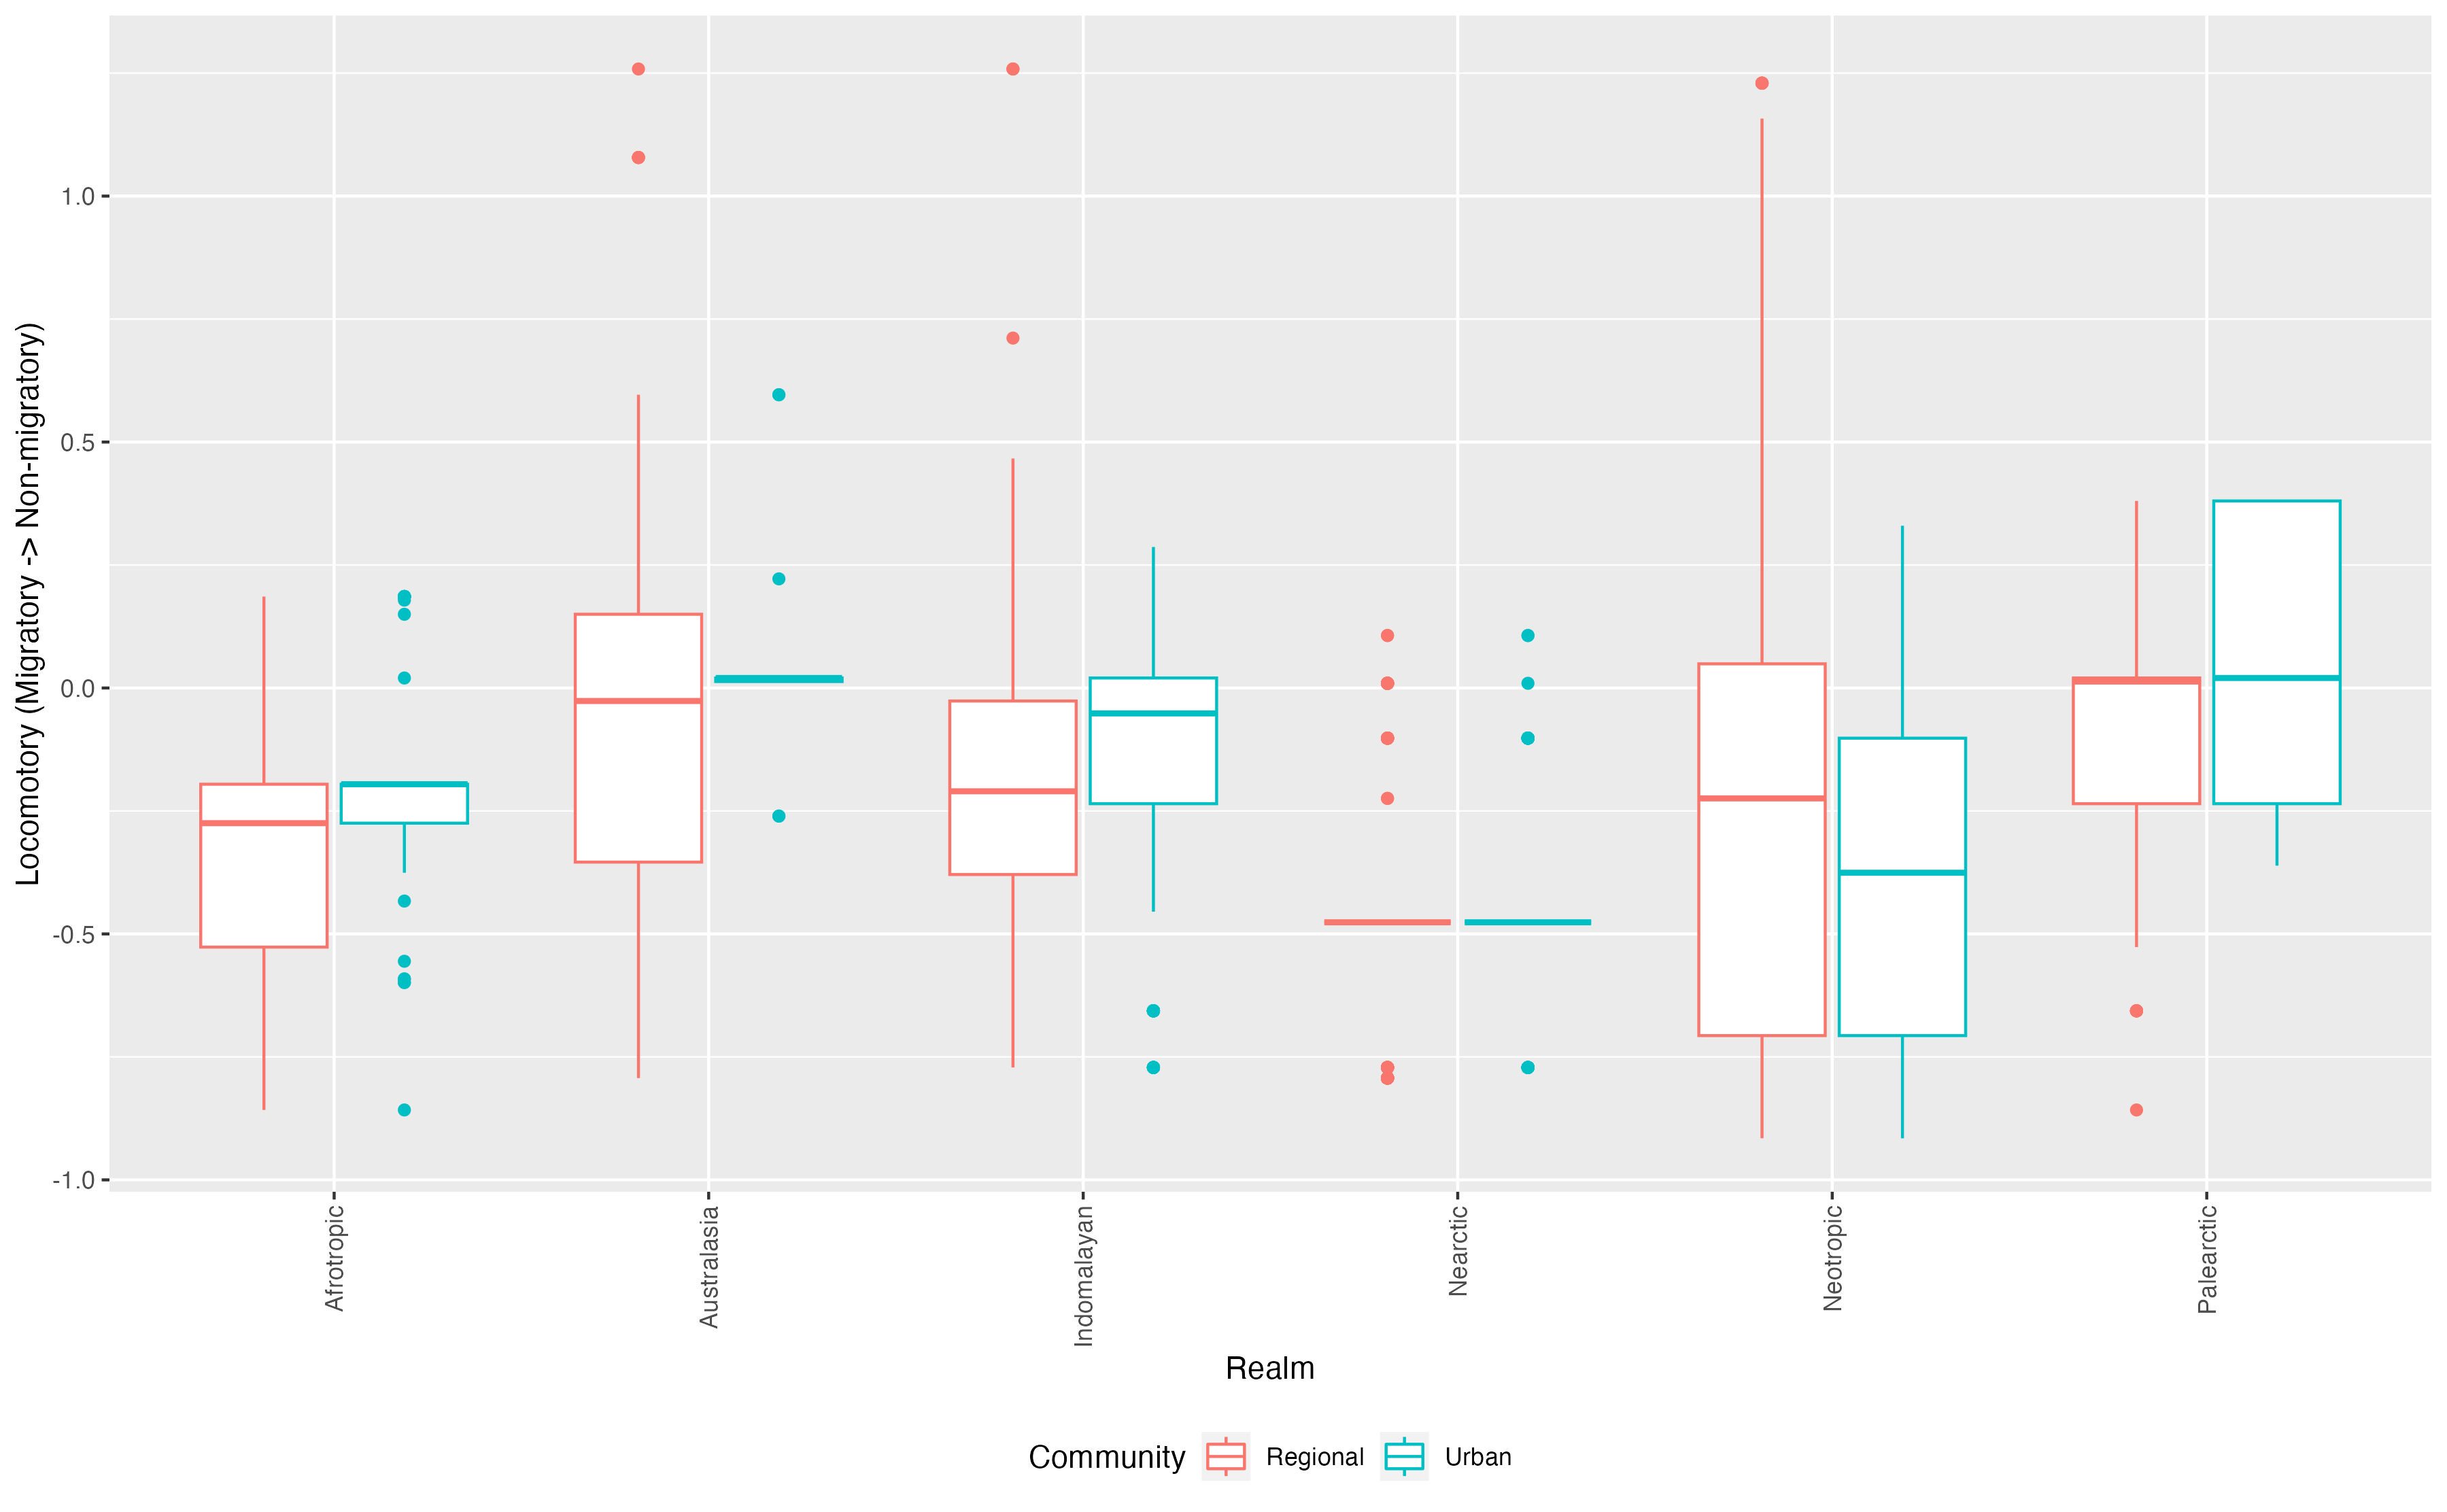 Locomotory (Migratory -> Non-migratory)
1.0
0.5
0.0
-0.5
-1.0
Afrotropic
Australasia
Indomalayan
Nearctic
Neotropic
Palearctic
Realm
Community Regional Urban